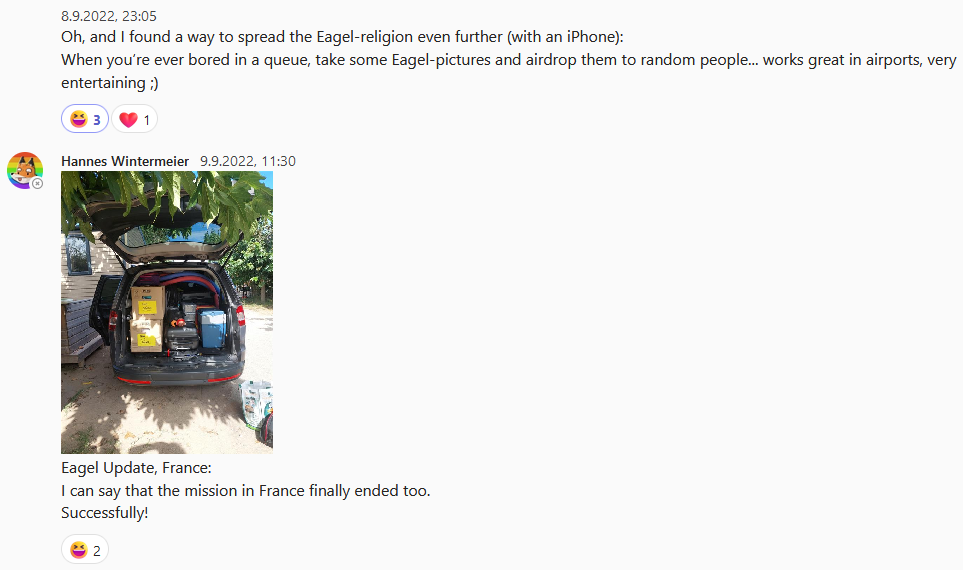 8.9.2022, 23:05
Oh, and I found a way to spread the Eagel-religion even further (with an iPhone):
When you're ever bored in a queue, take some Eagel-pictures and airdrop them to random people... works great in airports, very
entertaining ;)
3 1
Hannes Wintermeier 9.9.2022, 11:30
Eagel Update, France:
I can say that the mission in France finally ended too.
Successfully!
2